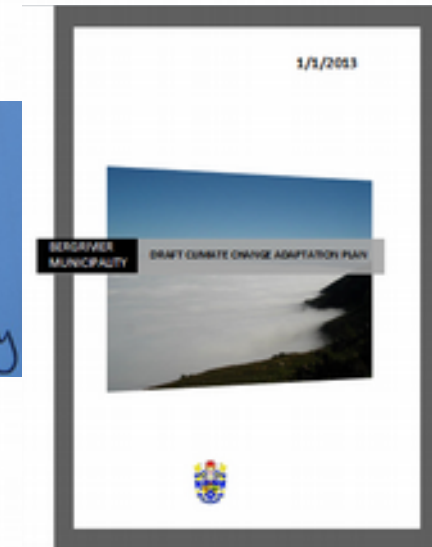 1/1/2013
BERGRIVIER
MUNICIPALITY
DRAFT CLIMATE CHANGE ADAPTATION PLAN